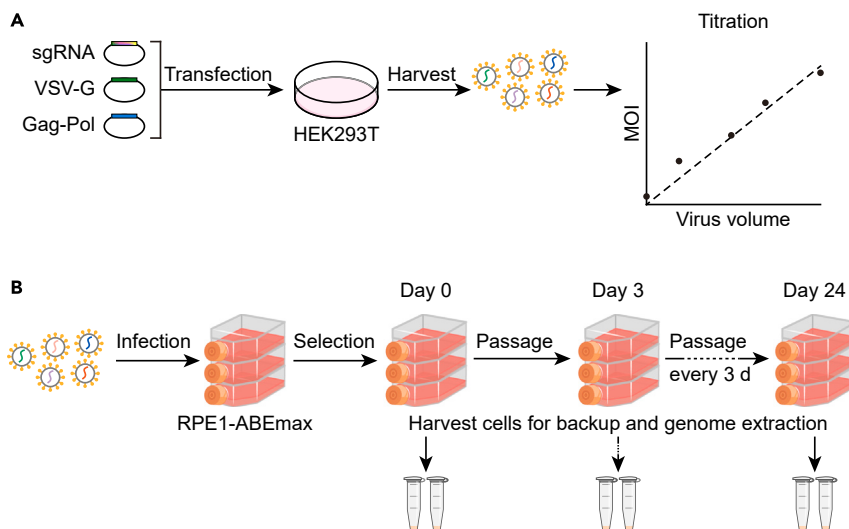 A
sgRNA
VSV-G
Gag-Pol
Transfection
HEK293T
Harvest
Titration
MOI
Virus volume
B
Infection
RPE1-ABEmax
Selection
Day 0
Passage
Day 3
Passage
every 3 d
Day 24
Harvest cells for backup and genome extraction